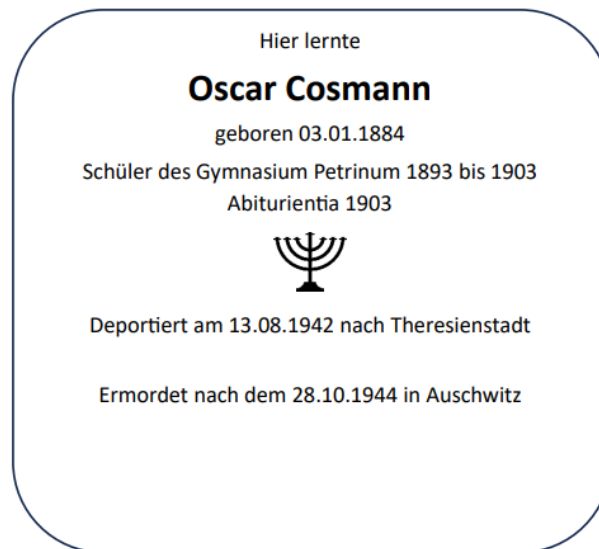 Hier lernte
Oscar Cosmann
geboren 03.01.1884
Schüler des Gymnasium Petrinum 1893 bis 1903
Abiturientia 1903
Deportiert am 13.08.1942 nach Theresienstadt
Ermordet nach dem 28.10.1944 in Auschwitz